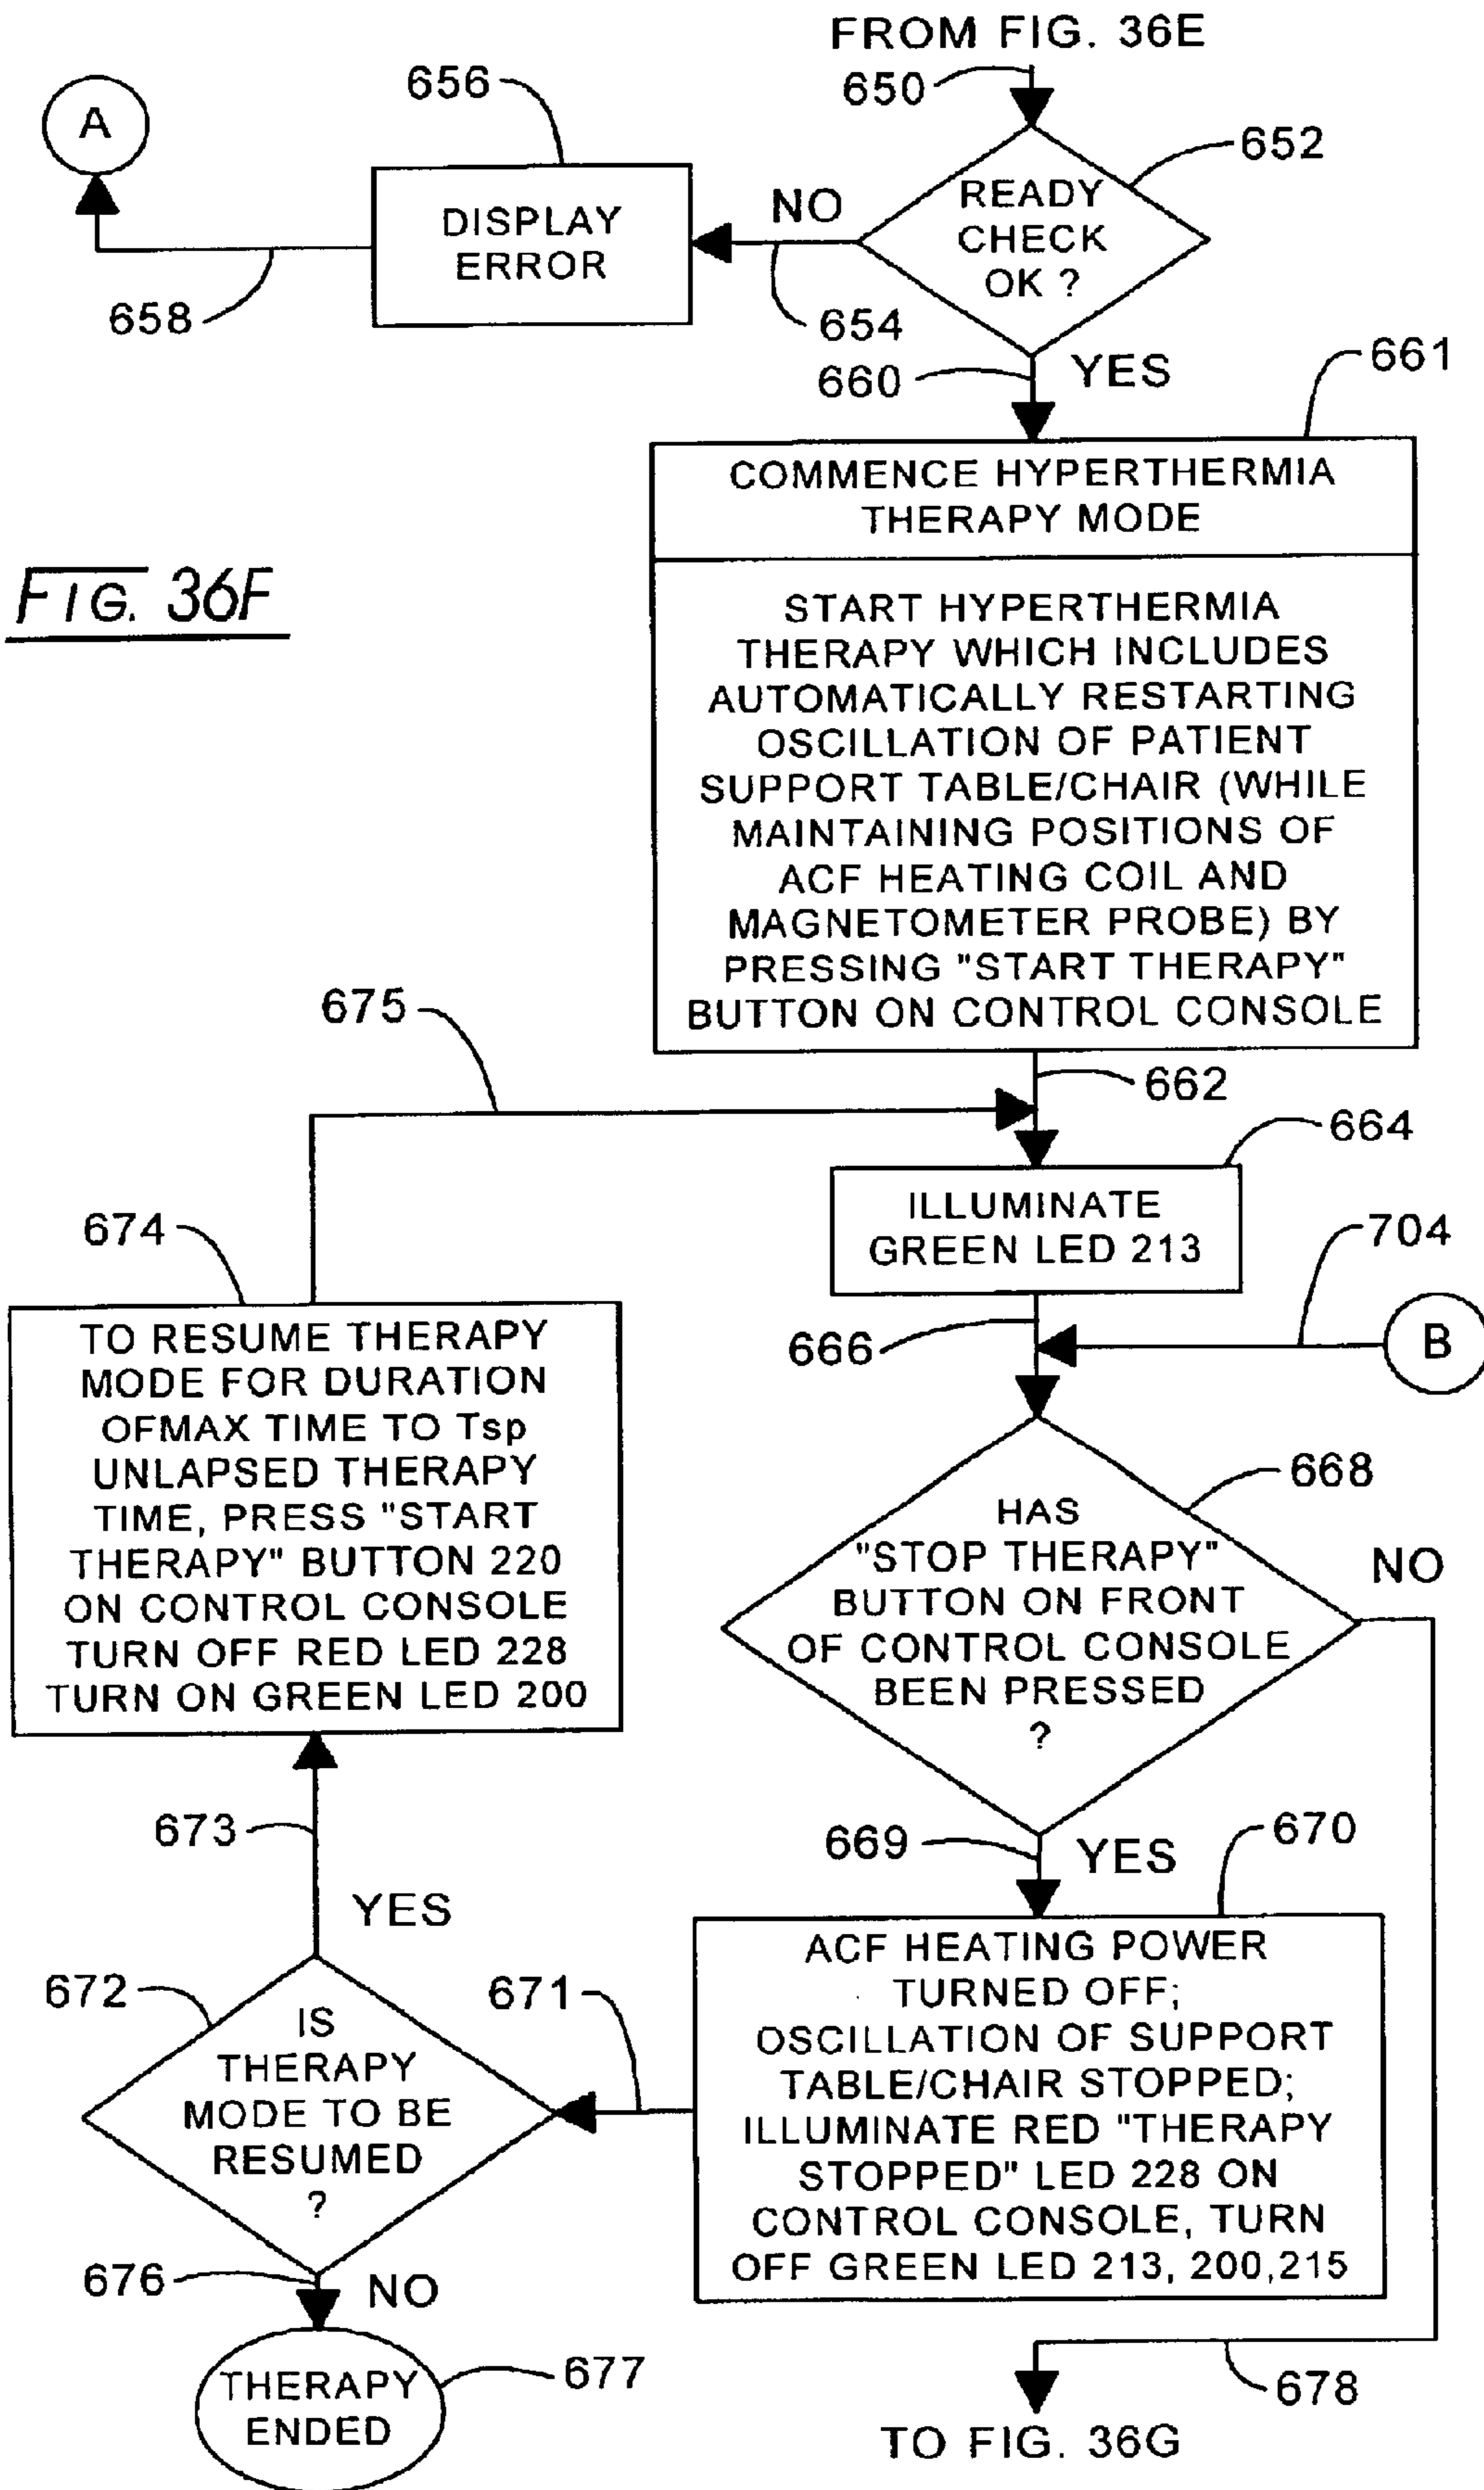 FROM FIG. 36E
650
656
A
652
READY
CHECK
OK ?
NO
DISPLAY
ERROR
654
658
660
YES
661
COMMENCE HYPERTHERMIA
THERAPY MODE
FIG. 36F
START HYPERTHERMIA
THERAPY WHICH INCLUDES
AUTOMATICALLY RESTARTING
OSCILLATION OF PATIENT
SUPPORT TABLE/CHAIR (WHILE
MAINTAINING POSITIONS OF
ACF HEATING COIL AND
MAGNETOMETER PROBE) BY
PRESSING "START THERAPY"
BUTTON ON CONTROL CONSOLE
675
662
664
ILLUMINATE
GREEN LED 213
704
674
666
B
TO RESUME THERAPY
MODE FOR DURATION
OFMAX TIME TO Tsp
UNLAPSED THERAPY
TIME, PRESS "START
THERAPY" BUTTON 220
ON CONTROL CONSOLE
TURN OFF RED LED 228
TURN ON GREEN LED 200
668
HAS
"STOP THERAPY"
BUTTON ON FRONT
OF CONTROL CONSOLE
BEEN PRESSED
?
NO
673
YES
669
YES
670
672
671
ACF HEATING POWER
TURNED OFF;
OSCILLATION OF SUPPORT
TABLE/CHAIR STOPPED;
ILLUMINATE RED "THERAPY
STOPPED" LED 228 ON
CONTROL CONSOLE, TURN
OFF GREEN LED 213, 200,215
IS
THERAPY
MODE TO BE
RESUMED
?
676
NO
THERAPY
ENDED
677
678
TO FIG. 36G